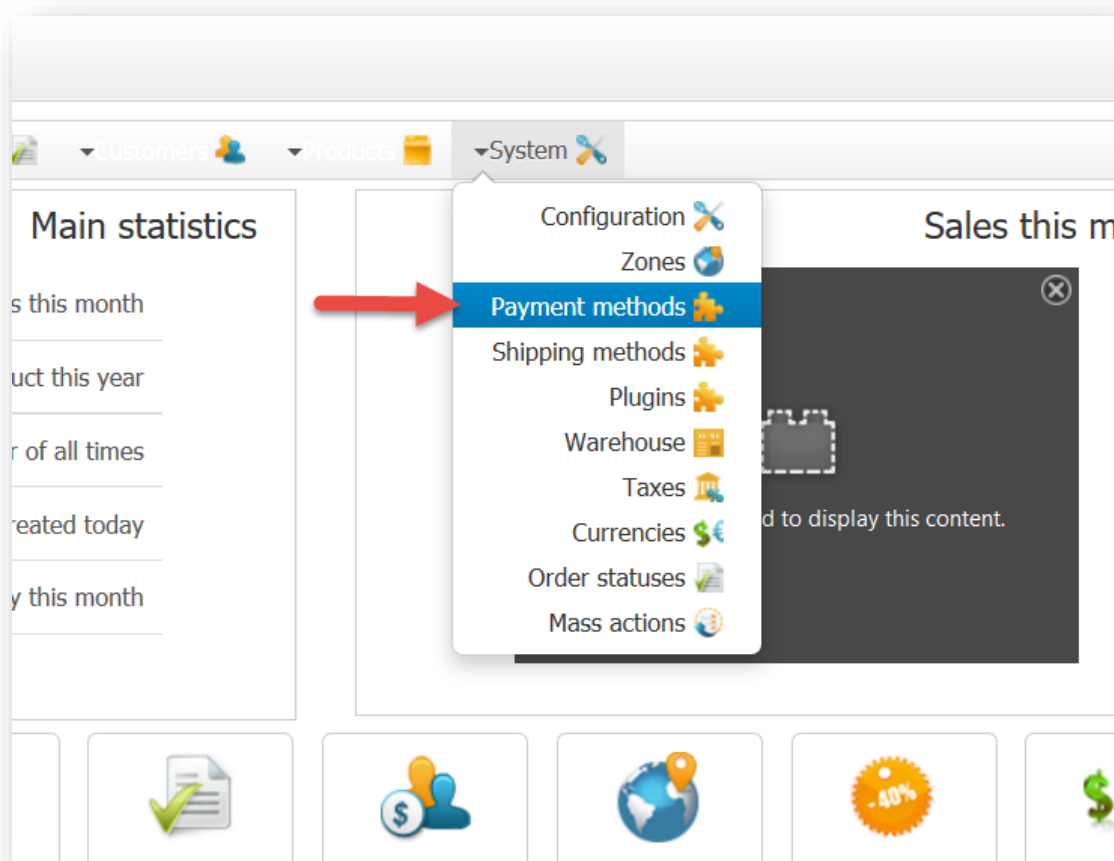 Customers
Products
System
Configuration
Zones
Payment methods
Shipping methods
Plugins
Warehouse
Taxes
Currencies
Order statuses
Mass actions
Main statistics
s this month
uct this year
r of all times
reated today
y this month
Sales this m
d to display this content.
$
-40%
$